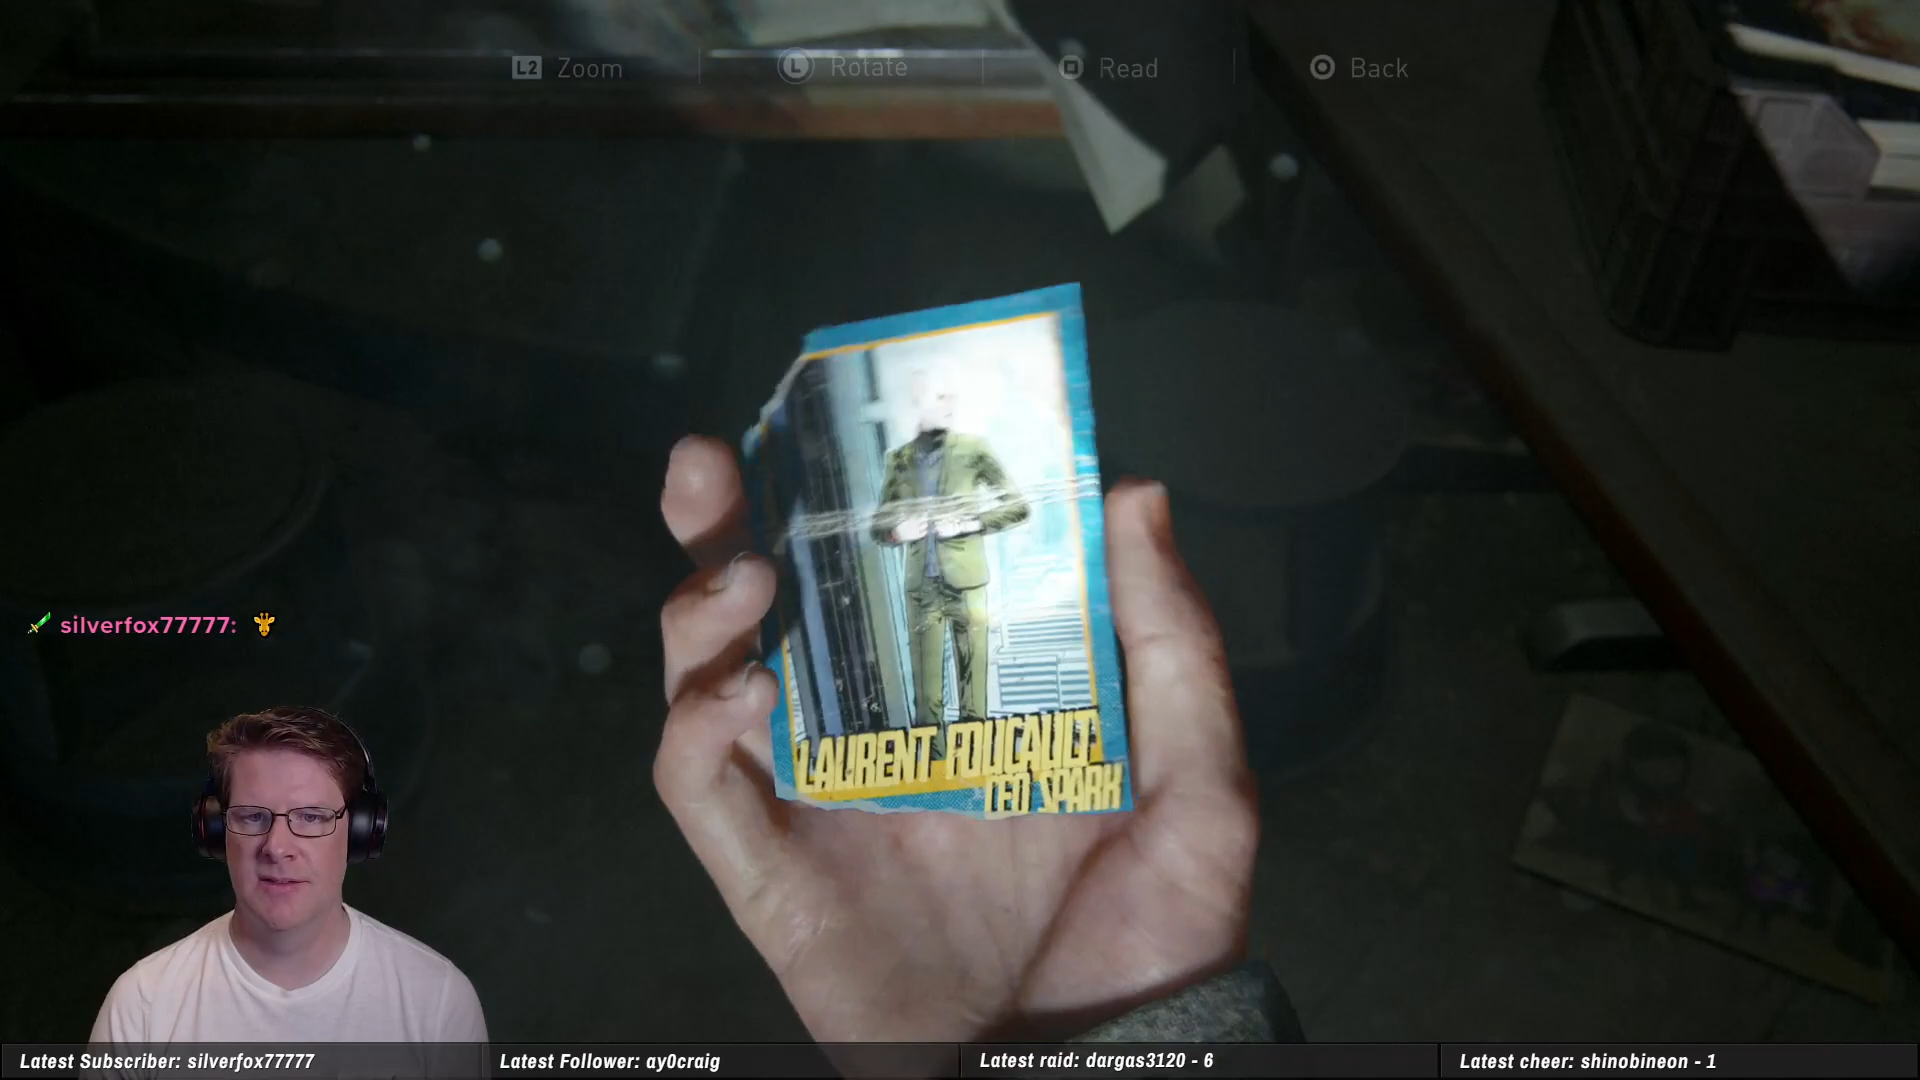 L2 Zoom
L Rotate
Read
Back
silverfox77777:
LAURENT FOUCAULT
CEO SPARK
Latest Subscriber: silverfox77777
Latest Follower: ay0craig
Latest raid: dargas3120 - 6
Latest cheer: shinobineon - 1